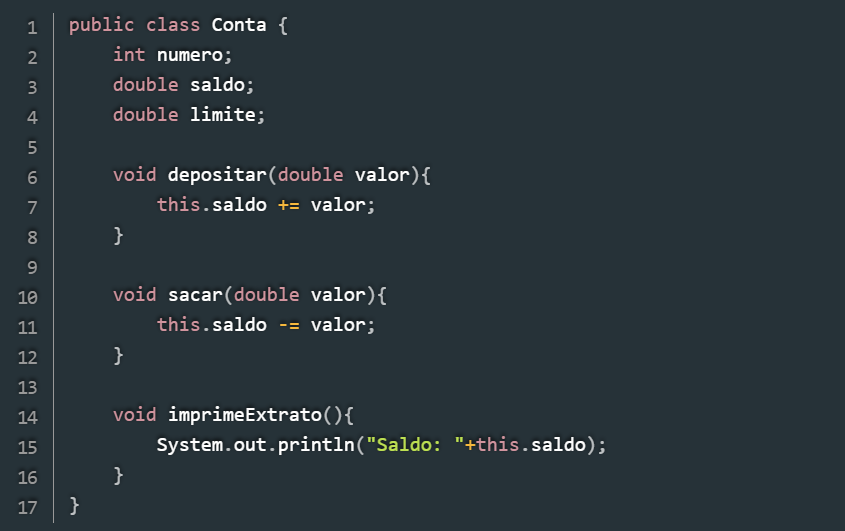 1 public class Conta {
2     int numero;
3     double saldo;
4     double limite;
5
6     void depositar(double valor){
7         this.saldo += valor;
8     }
9
10     void sacar(double valor){
11         this.saldo -= valor;
12     }
13
14     void imprimeExtrato(){
15         System.out.println("Saldo: "+this.saldo);
16     }
17 }